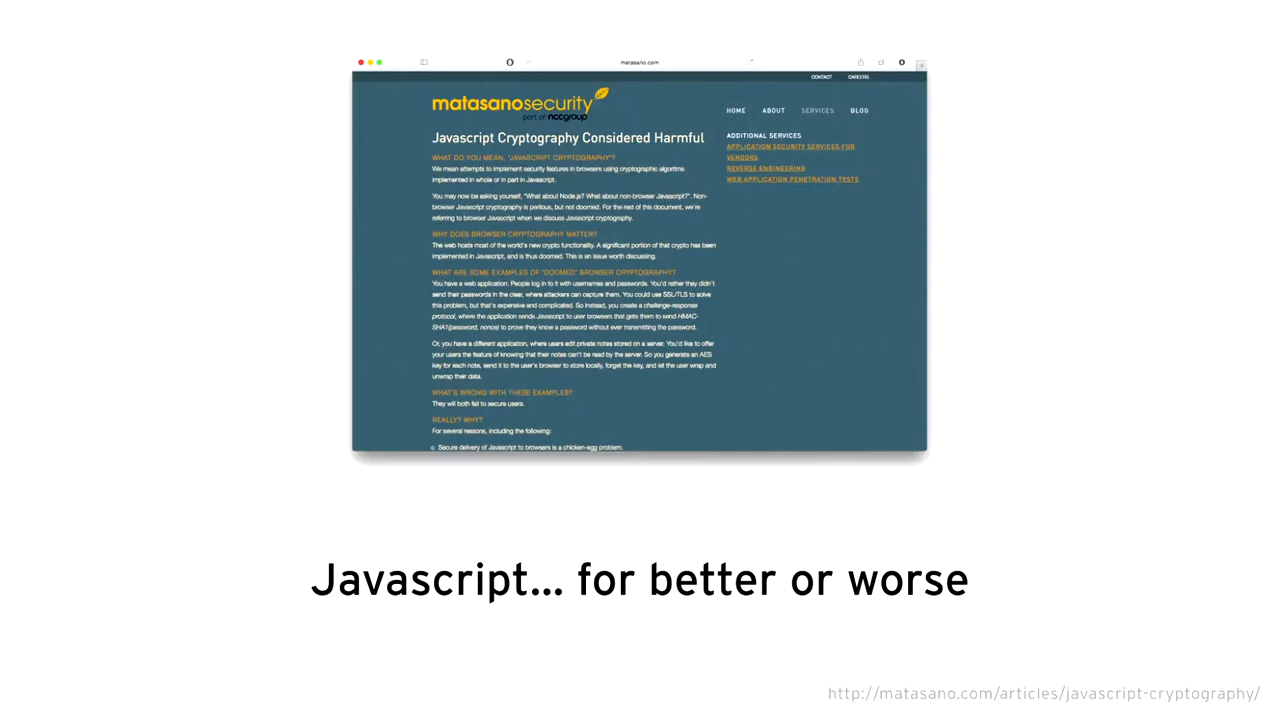 matasano.com
CONTACT CAREERS
matasanosecurity
part of nccgroup
HOME ABOUT SERVICES BLOG
Javascript Cryptography Considered Harmful
WHAT DO YOU MEAN, "JAVASCRIPT CRYPTOGRAPHY"?
We mean attempts to implement security features in browsers using cryptographic algoritms
implemented in whole or in part in Javascript.
You may now be asking yourself, "What about Node.js? What about non-browser Javascript?". Non-
browser Javascript cryptography is perilous, but not doomed. For the rest of this document, we're
referring to browser Javascript when we discuss Javascript cryptography.
WHY DOES BROWSER CRYPTOGRAPHY MATTER?
The web hosts most of the world's new crypto functionality. A significant portion of that crypto has been
implemented in Javascript, and is thus doomed. This is an issue worth discussing.
WHAT ARE SOME EXAMPLES OF "DOOMED" BROWSER CRYPTOGRAPHY?
You have a web application. People log in to it with usernames and passwords. You'd rather they didn't
send their passwords in the clear, where attackers can capture them. You could use SSL/TLS to solve
this problem, but that's expensive and complicated. So instead, you create a challenge-response
protocol, where the application sends Javascript to user browsers that gets them to send HMAC-
SHA1(password, nonce) to prove they know a password without ever transmitting the password.
Or, you have a different application, where users edit private notes stored on a server. You'd like to offer
your users the feature of knowing that their notes can't be read by the server. So you generate an AES
key for each note, send it to the user's browser to store locally, forget the key, and let the user wrap and
unwrap their data.
WHAT'S WRONG WITH THESE EXAMPLES?
They will both fail to secure users.
REALLY? WHY?
For several reasons, including the following:
Secure delivery of Javascript to browsers is a chicken-egg problem.
ADDITIONAL SERVICES
APPLICATION SECURITY SERVICES FOR
VENDORS
REVERSE ENGINEERING
WEB APPLICATION PENETRATION TESTS
Javascript... for better or worse
http://matasano.com/articles/javascript-cryptography/